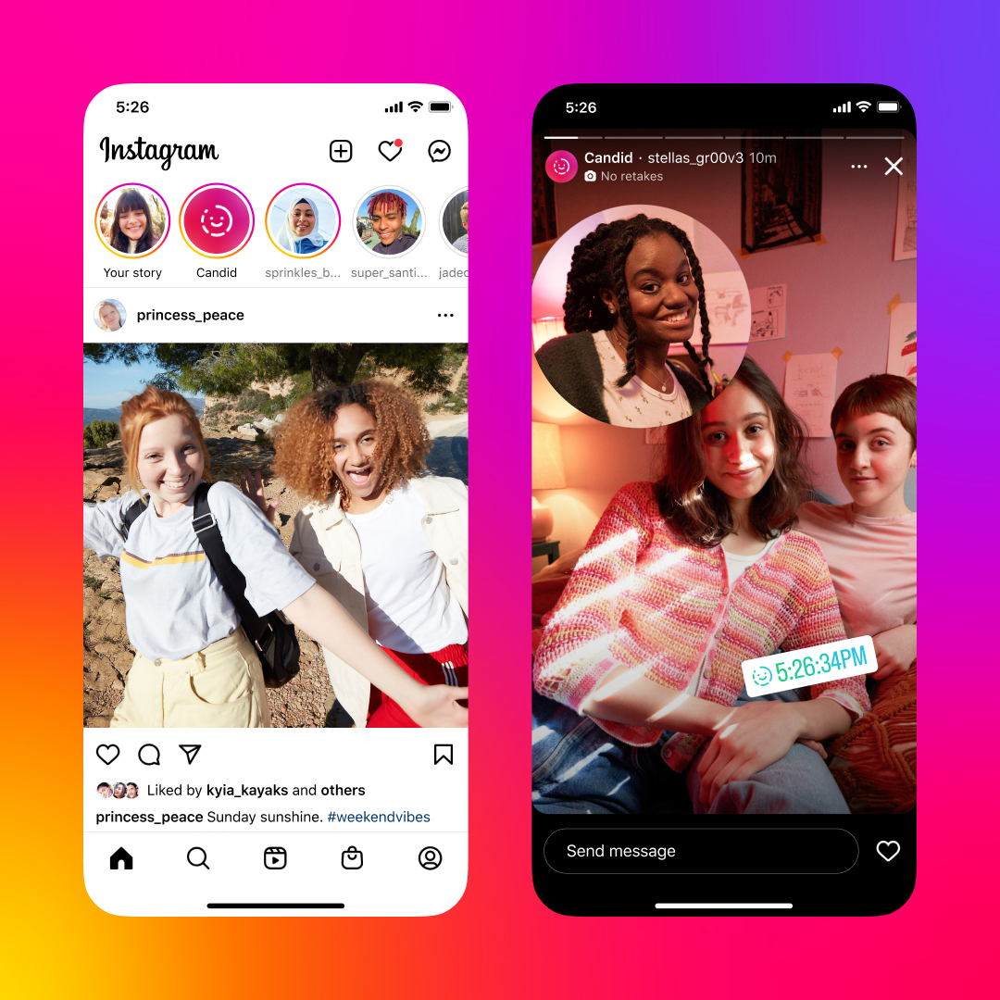 5:26
Instagram
Your story
Candid
sprinkles_b...
super_santi...
jadec
princess_peace
Liked by kyia_kayaks and others
princess_peace Sunday sunshine. #weekendvibes
5:26
Candid · stellas_gr00v3 10m
No retakes
5:26:34PM
Send message